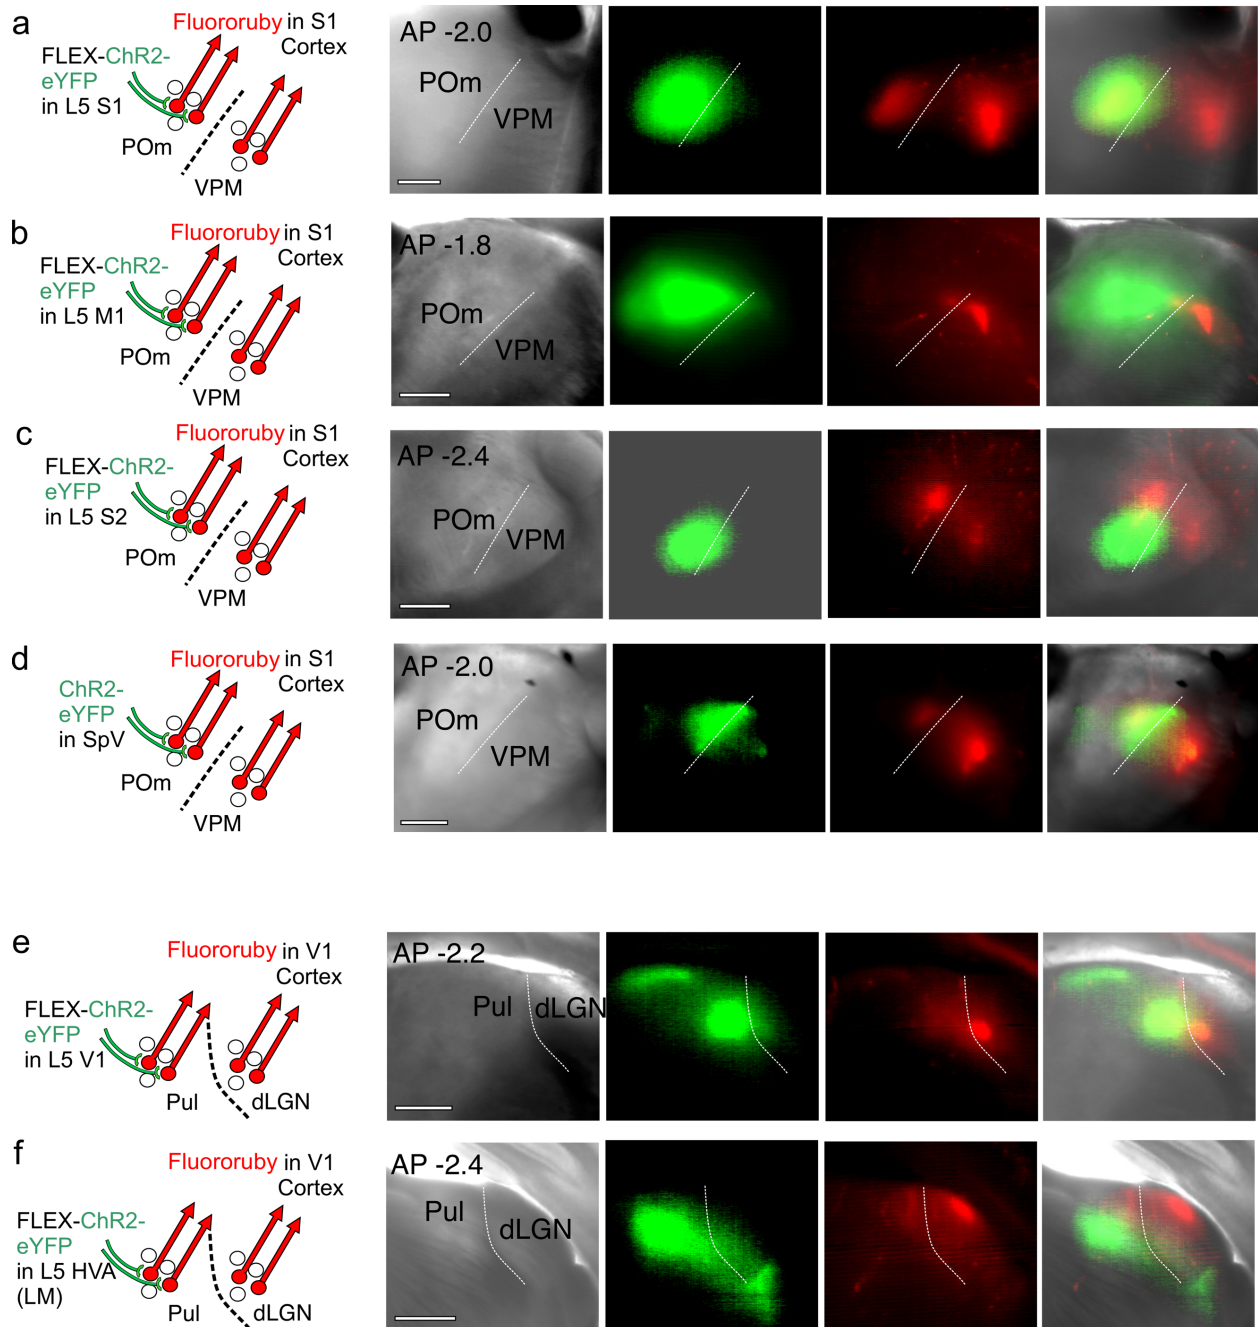 a
Fluororuby in S1
Cortex
FLEX-ChR2-
eYFP
in L5 S1
POm
VPM
AP -2.0
POm
VPM
b
Fluororuby in S1
Cortex
FLEX-ChR2-
eYFP
in L5 M1
POm
VPM
AP -1.8
POm
VPM
c
Fluororuby in S1
Cortex
FLEX-ChR2-
eYFP
in L5 S2
POm
VPM
AP -2.4
POm
VPM
d
Fluororuby in S1
Cortex
ChR2-
eYFP
in SpV
POm
VPM
AP -2.0
POm
VPM
e
Fluororuby in V1
Cortex
FLEX-ChR2-
eYFP
in L5 V1
Pul
dLGN
AP -2.2
Pul
dLGN
f
Fluororuby in V1
Cortex
FLEX-ChR2-
eYFP
in L5 HVA
(LM)
Pul
dLGN
AP -2.4
Pul
dLGN